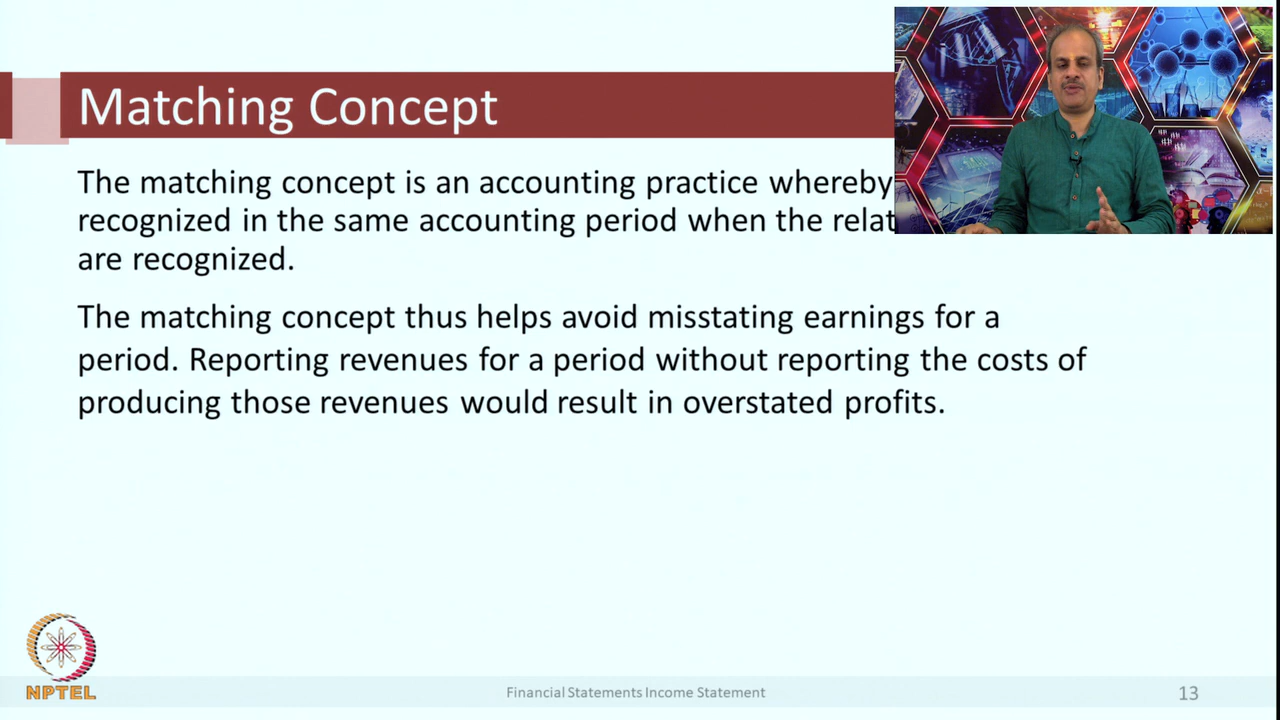 Matching Concept
The matching concept is an accounting practice whereby
recognized in the same accounting period when the
are recognized.
The matching concept thus helps avoid misstating earnings for a
period. Reporting revenues for a period without reporting the costs of
producing those revenues would result in overstated profits.
NPTEL
Financial Statements Income Statement
13